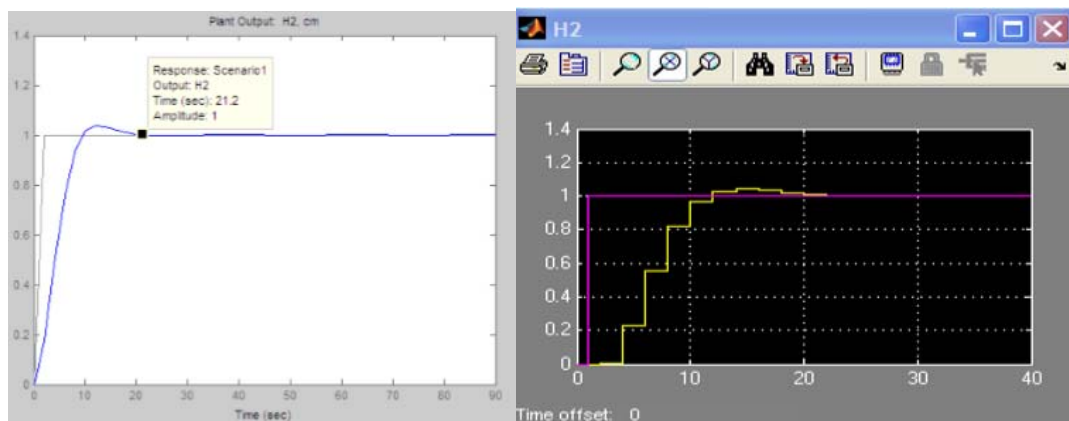 Plant Output: H2, cm
1.4
1.2
1
0.8
0.6
0.4
0.2
0
0 10 20 30 40 50 60 70 80 90
Time (sec)
Response: Scenario1
Output: H2
Time (sec): 21.2
Amplitude: 1
H2
1.4
1.2
1
0.8
0.6
0.4
0.2
0
0 10 20 30 40
Time offset: 0